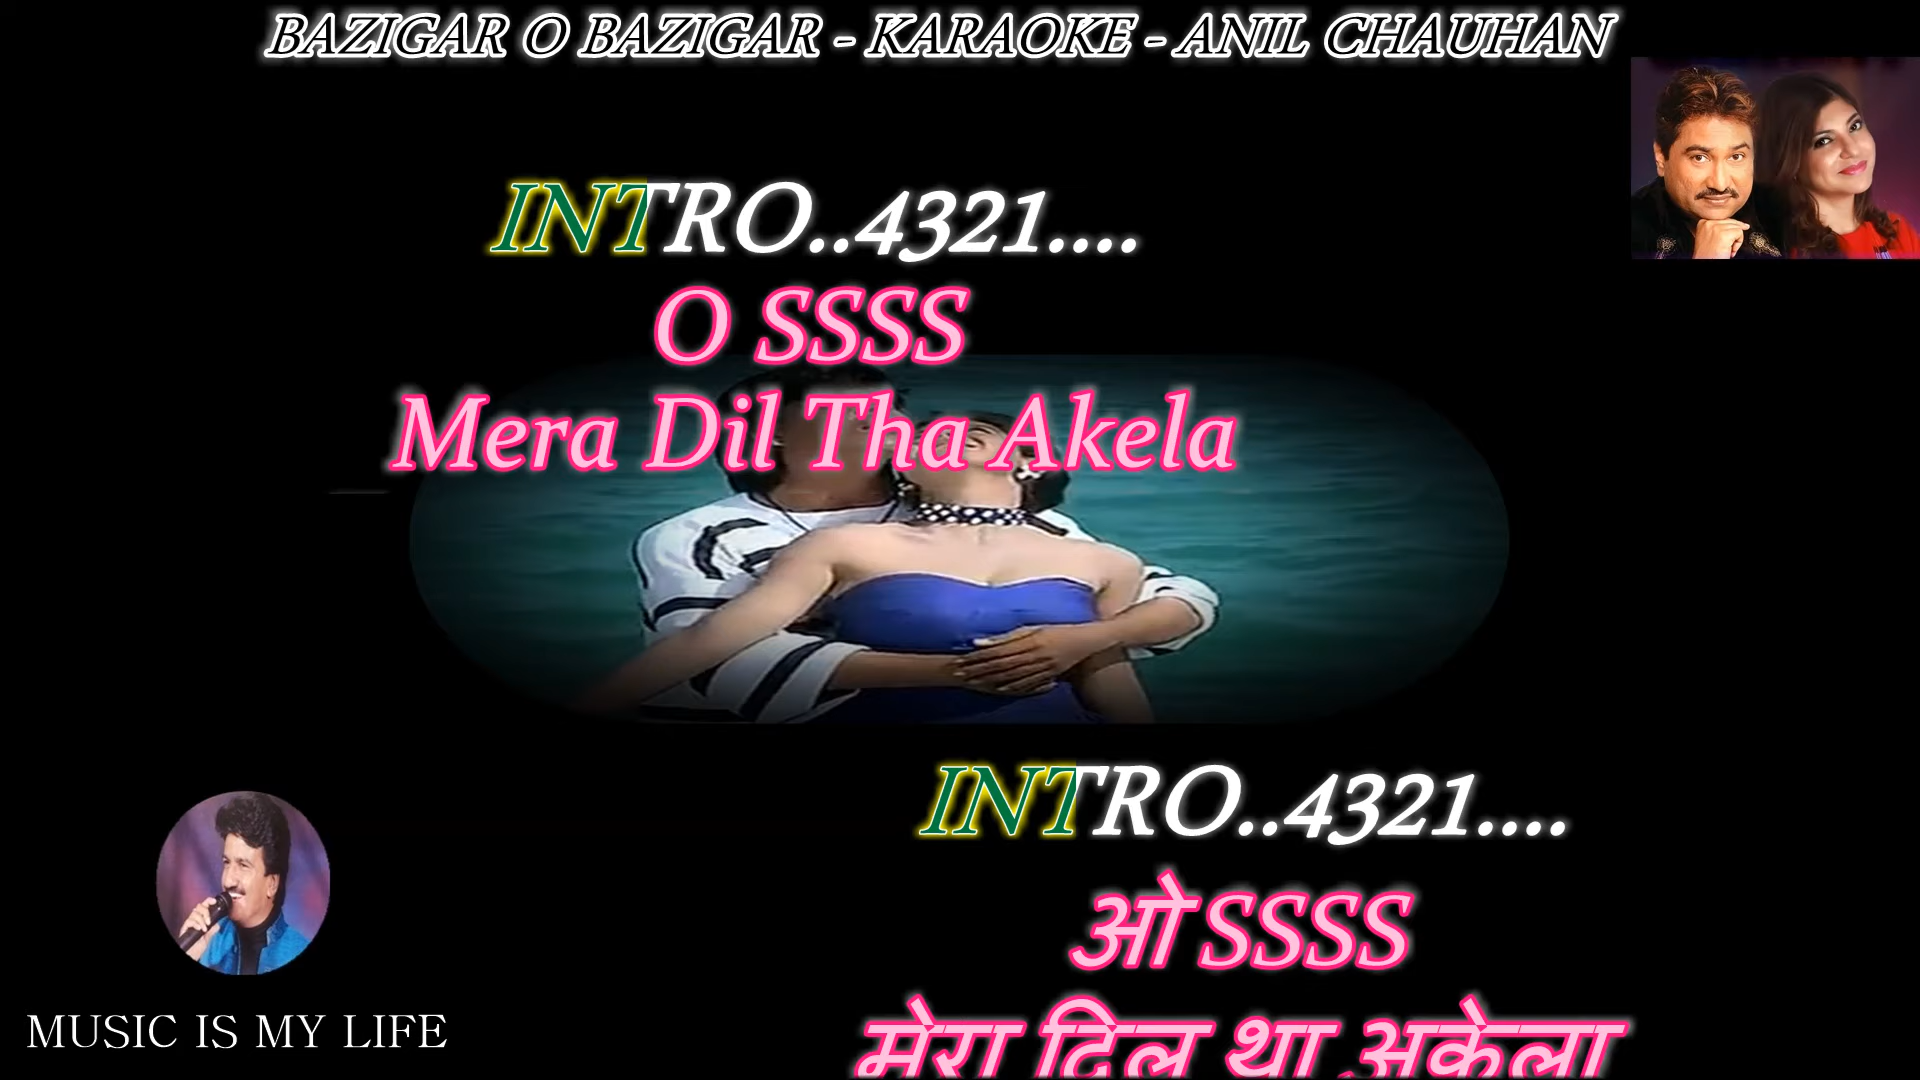 BAZIGAR O BAZIGAR - KARAOKE - ANIL CHAUHAN
INTRO..4321....
O SSSS
Mera Dil Tha Akela
INTRO..4321....
ओ SSSS
मेरा दिल था अकेला
MUSIC IS MY LIFE